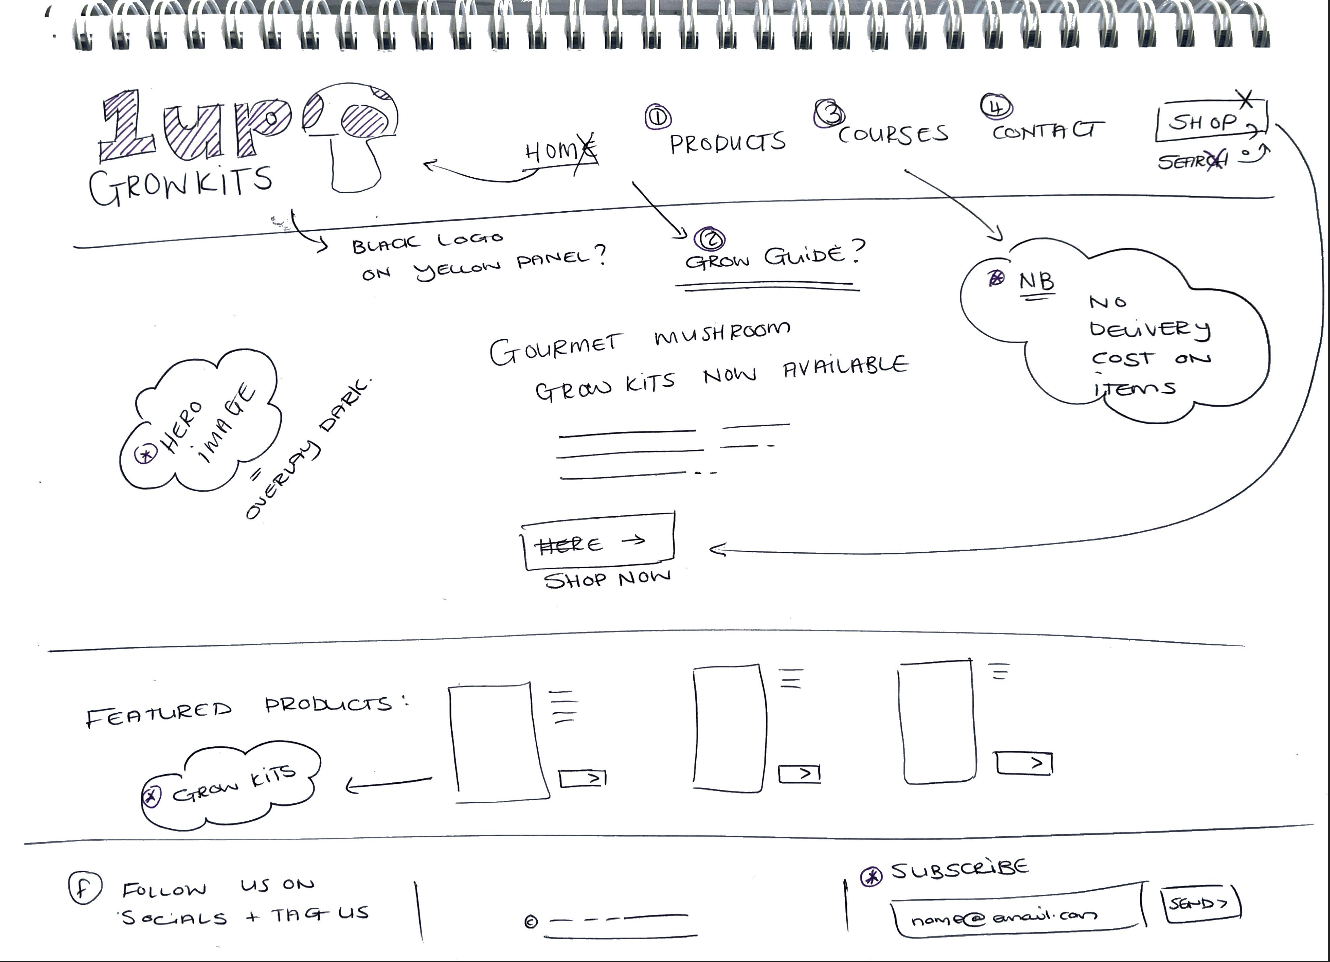 1up
GROWKITS
HOME
① PRODUCTS
③ COURSES
④ CONTACT
SHOP
SEARCH
BLACK LOGO
ON YELLOW PANEL?
②
GROW GUIDE?
* NB
NO
DELIVERY
COST ON
ITEMS
GOURMET MUSHROOM
GROW KITS NOW AVAILABLE
* HERO
IMAGE
=
OVERLAY DARK.
HERE →
SHOP NOW
FEATURED PRODUCTS:
* GROW KITS
>
>
>
f FOLLOW US ON
SOCIALS + TAG US
©
* SUBSCRIBE
name@email.com
SEND >